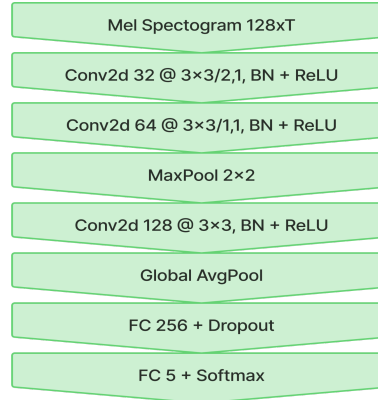 Mel Spectogram 128xT
Conv2d 32 @ 3×3/2,1, BN + ReLU
Conv2d 64 @ 3×3/1,1, BN + ReLU
MaxPool 2×2
Conv2d 128 @ 3×3, BN + ReLU
Global AvgPool
FC 256 + Dropout
FC 5 + Softmax